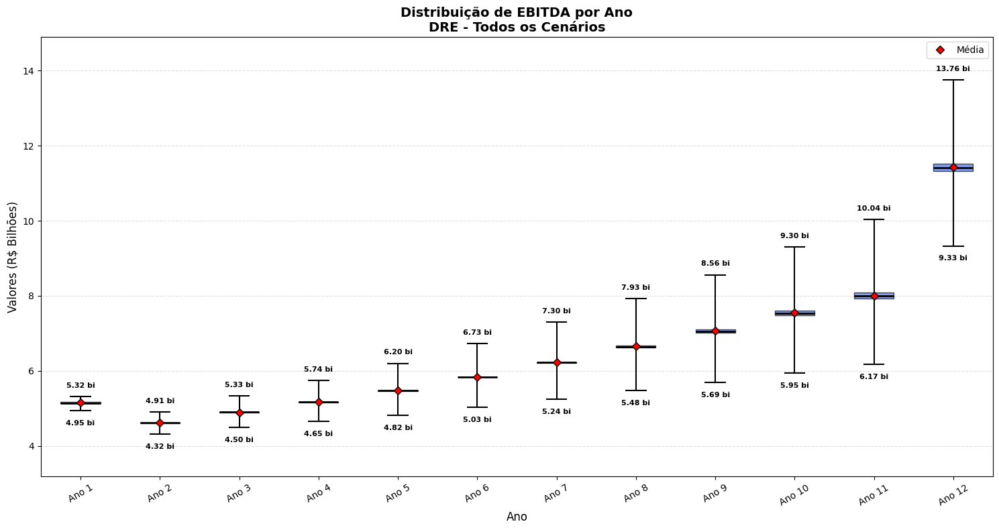 Distribuição de EBITDA por Ano
DRE - Todos os Cenários
Média
Valores (R$ Bilhões)
14
12
10
8
6
4
5.32 bi
4.95 bi
4.91 bi
4.32 bi
5.33 bi
4.50 bi
5.74 bi
4.65 bi
6.20 bi
4.82 bi
6.73 bi
5.03 bi
7.30 bi
5.24 bi
7.93 bi
5.48 bi
8.56 bi
5.69 bi
9.30 bi
5.95 bi
10.04 bi
6.17 bi
13.76 bi
9.33 bi
Ano 1
Ano 2
Ano 3
Ano 4
Ano 5
Ano 6
Ano 7
Ano 8
Ano 9
Ano 10
Ano 11
Ano 12
Ano